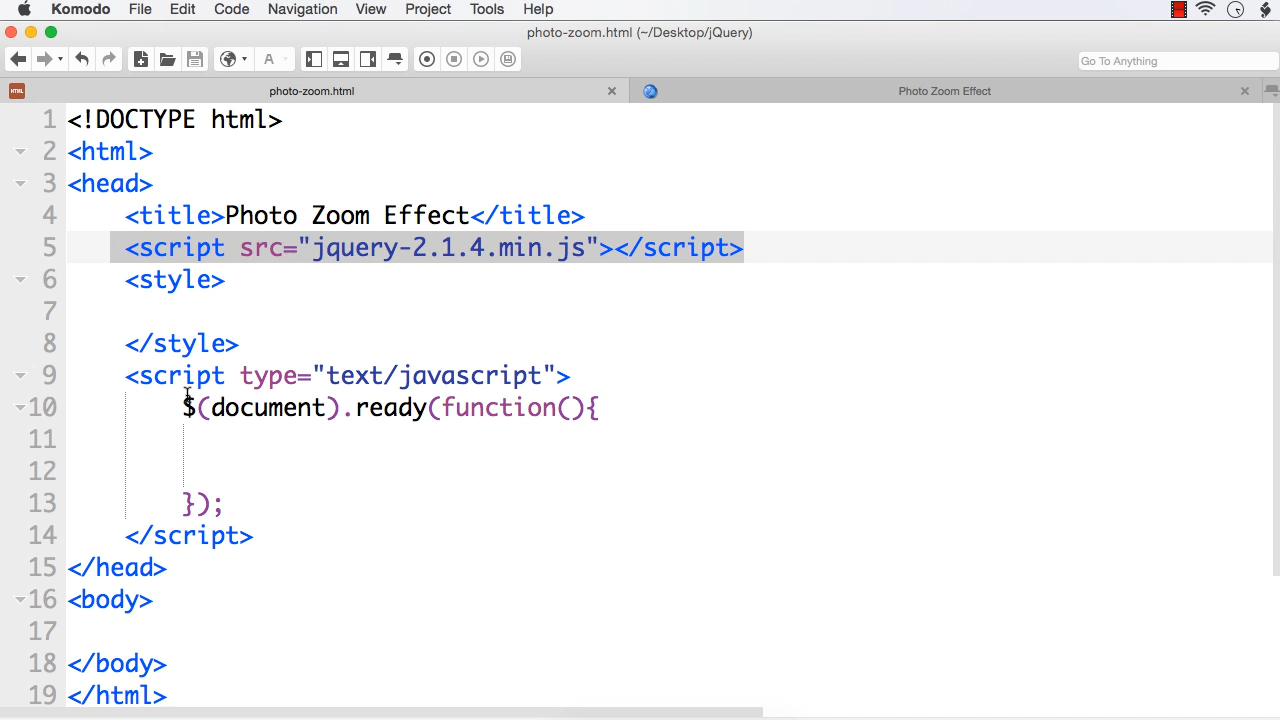 Komodo File Edit Code Navigation View Project Tools Help
photo-zoom.html (~/Desktop/jQuery)
A Go To Anything
HTML photo-zoom.html Photo Zoom Effect
1 <!DOCTYPE html>
2 <html>
3 <head>
4 <title>Photo Zoom Effect</title>
5 <script src="jquery-2.1.4.min.js"></script>
6 <style>
7
8 </style>
9 <script type="text/javascript">
10 $(document).ready(function(){
11
12
13 });
14 </script>
15 </head>
16 <body>
17
18 </body>
19 </html>